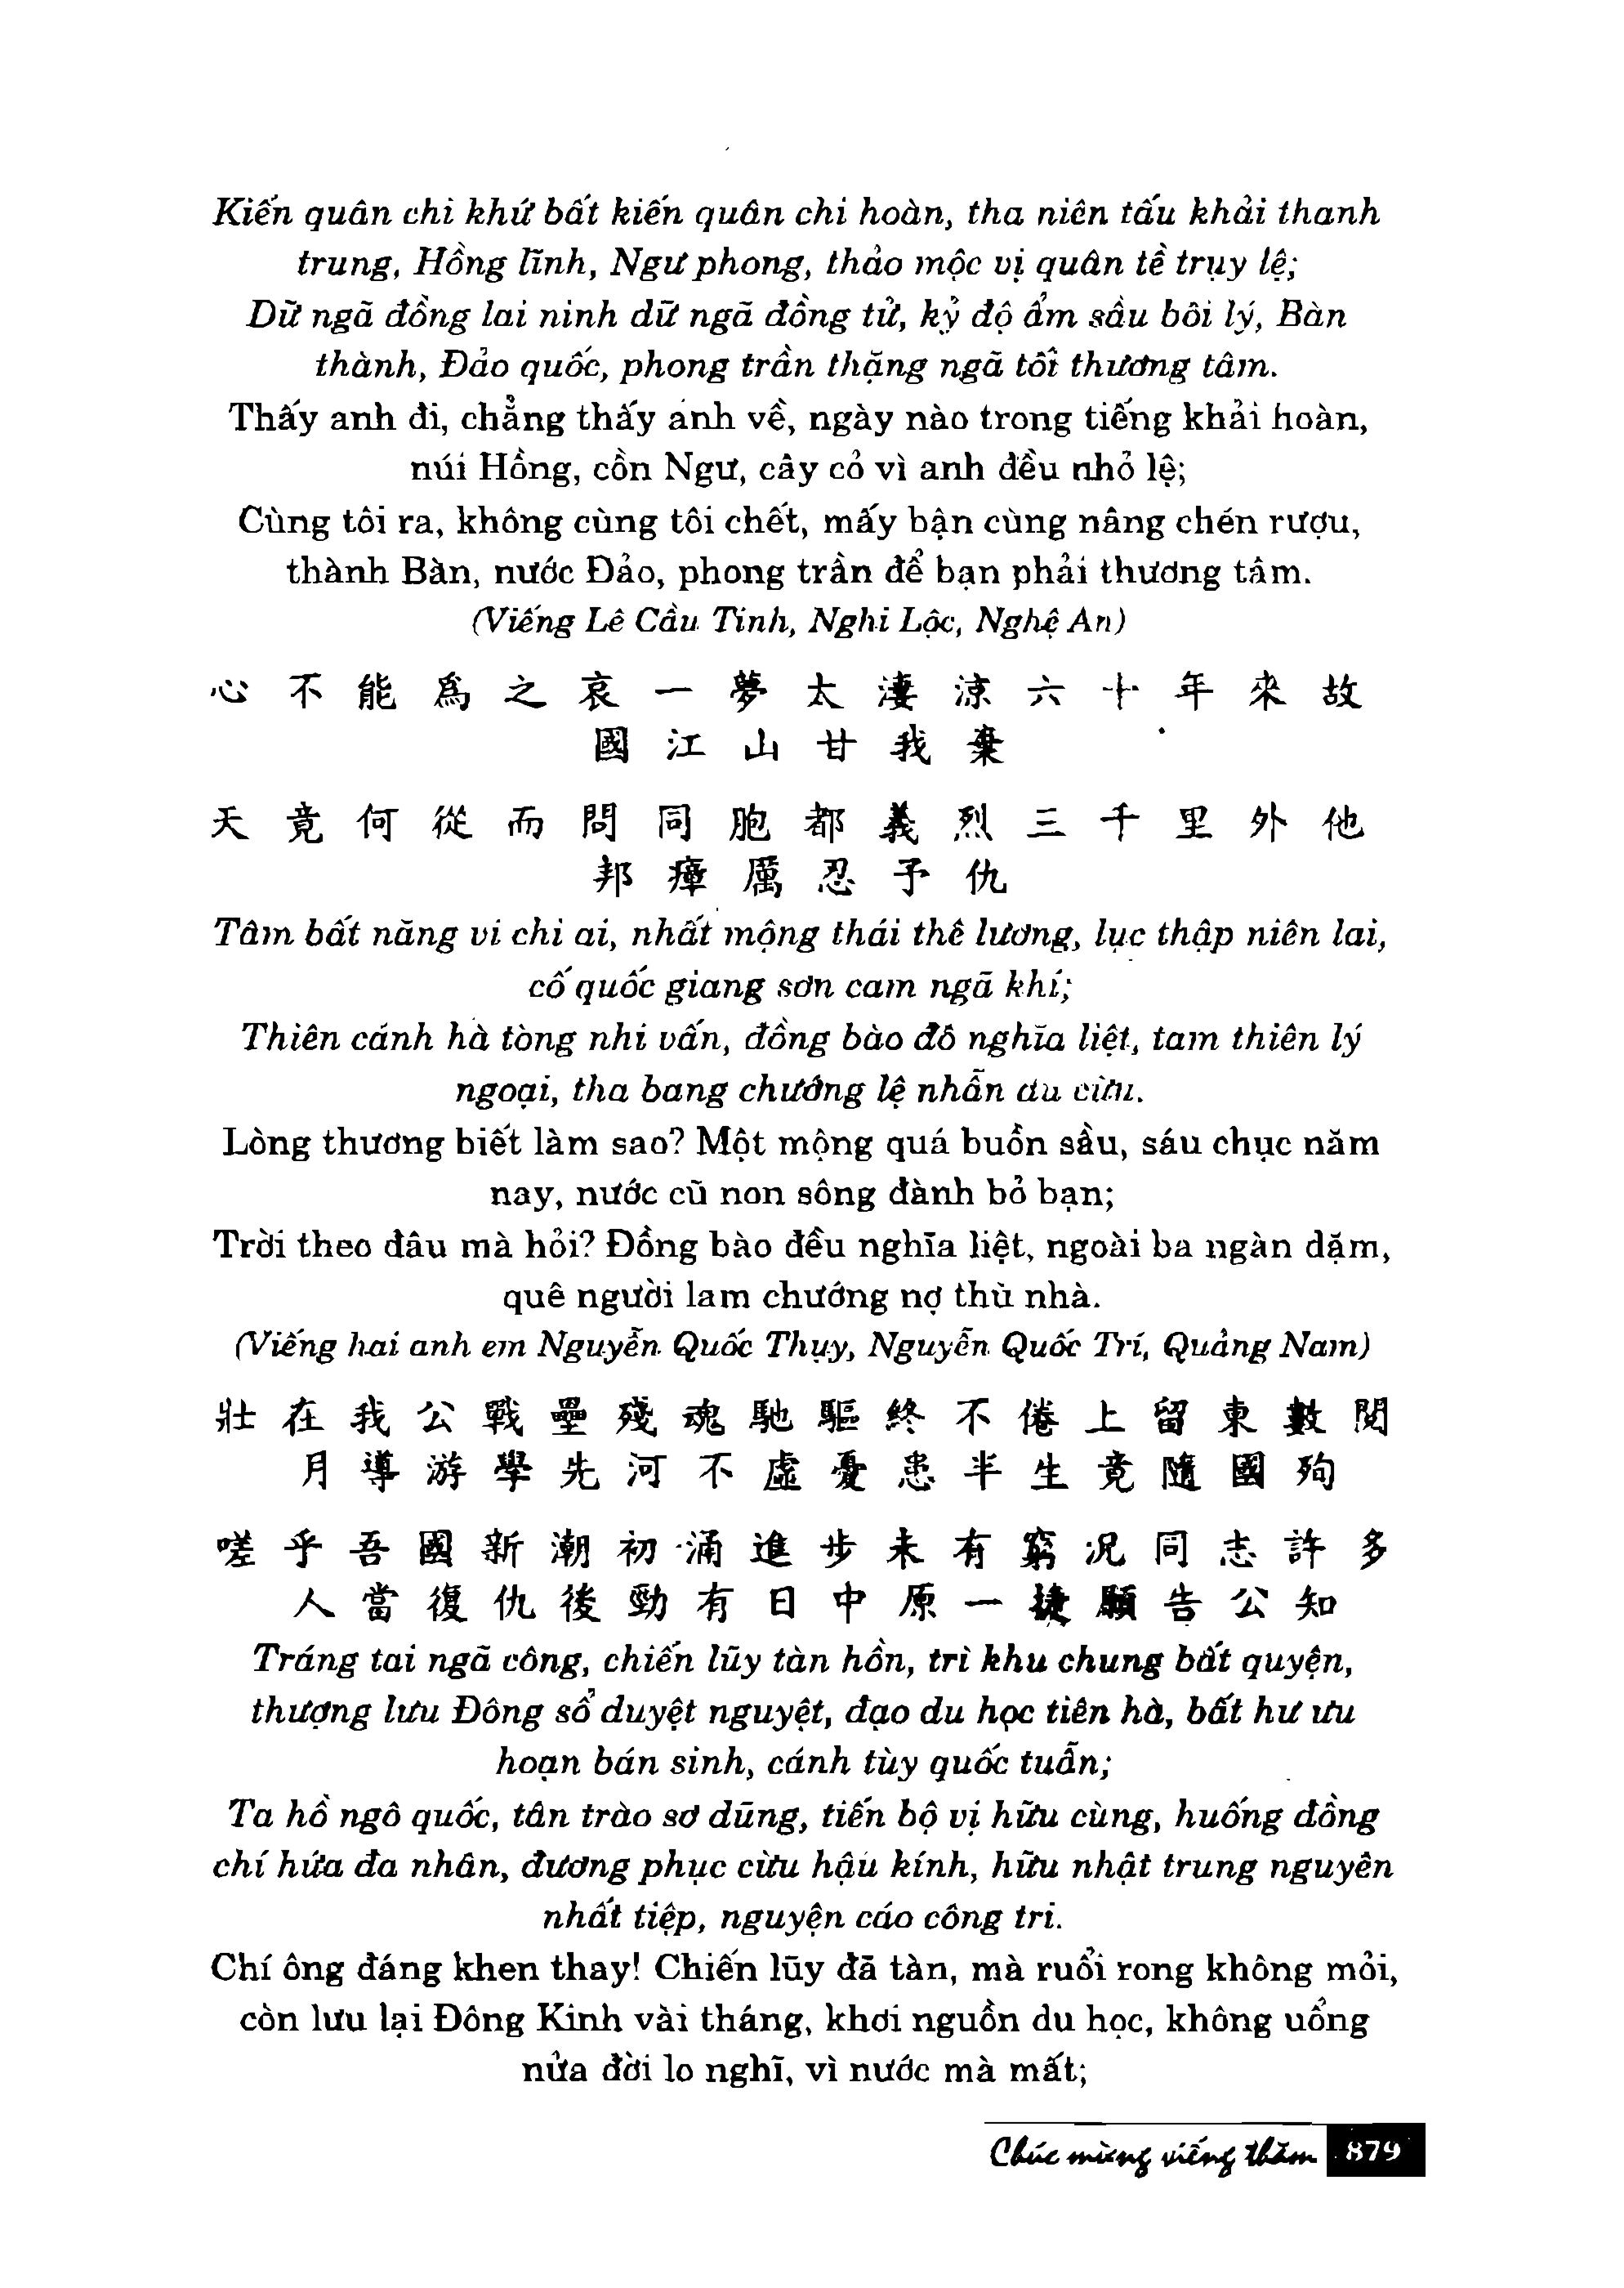 Kiến quân chi khứ bất kiến quân chi hoàn, tha niên tấu khải thanh
trung, Hồng lĩnh, Ngư phong, thảo mộc vị quân tề trụy lệ;
Dữ ngã đồng lai ninh dữ ngã đồng tử, kỷ độ ẩm sầu bôi lý, Bàn
thành, Đảo quốc, phong trần thặng ngã tối thương tâm.
Thấy anh đi, chẳng thấy anh về, ngày nào trong tiếng khải hoàn,
núi Hồng, cồn Ngư, cây cỏ vì anh đều nhỏ lệ;
Cùng tôi ra, không cùng tôi chết, mấy bận cùng nâng chén rượu,
thành Bàn, nước Đảo, phong trần để bạn phải thương tâm.
(Viếng Lê Cầu Tinh, Nghi Lộc, Nghệ An)
心不能爲之哀一夢太淒涼六十年來故
國江山甘我棄
天竟何從而問同胞都義烈三千里外他
邦瘴厲忍予仇
Tâm bất năng vi chi ai, nhất mộng thái thê lương, lục thập niên lai,
cố quốc giang sơn cam ngã khí;
Thiên cánh hà tòng nhi vấn, đồng bào đô nghĩa liệt, tam thiên lý
ngoại, tha bang chướng lệ nhẫn du cừu.
Lòng thương biết làm sao? Một mộng quá buồn sầu, sáu chục năm
nay, nước cũ non sông đành bỏ bạn;
Trời theo đâu mà hỏi? Đồng bào đều nghĩa liệt, ngoài ba ngàn dặm,
quê người lam chướng nợ thù nhà.
(Viếng hai anh em Nguyễn Quốc Thụy, Nguyễn Quốc Trí, Quảng Nam)
壯在我公戰壘殘魂馳驅終不倦上留東數閱
月導游學先河不虛憂患半生竟隨國殉
嗟乎吾國新潮初涌進步未有窮況同志許多
人當復仇後勁有日中原一捷願告公知
Tráng tai ngã công, chiến lũy tàn hồn, trì khu chung bất quyện,
thượng lưu Đông sổ duyệt nguyệt, đạo du học tiên hà, bất hư ưu
hoạn bán sinh, cánh tùy quốc tuẫn;
Ta hồ ngô quốc, tân trào sơ dũng, tiến bộ vị hữu cùng, huống đồng
chí hứa đa nhân, đương phục cừu hậu kính, hữu nhật trung nguyên
nhất tiệp, nguyện cáo công tri.
Chí ông đáng khen thay! Chiến lũy đã tàn, mà ruổi rong không mỏi,
còn lưu lại Đông Kinh vài tháng, khơi nguồn du học, không uổng
nửa đời lo nghĩ, vì nước mà mất;
Chúc mừng viếng thăm 879